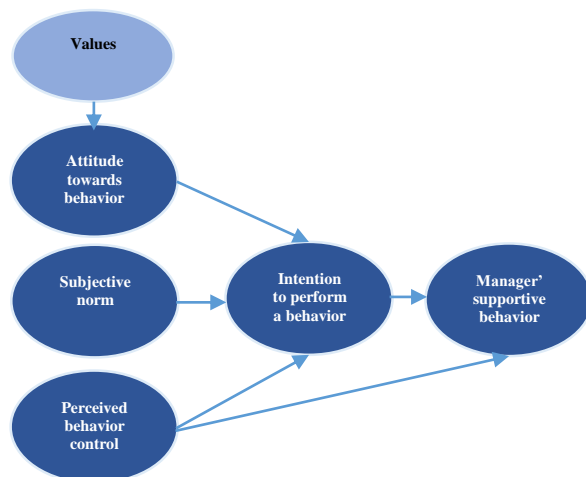 Values
Attitude
towards
behavior
Subjective
norm
Intention
to perform
a behavior
Manager'
supportive
behavior
Perceived
behavior
control